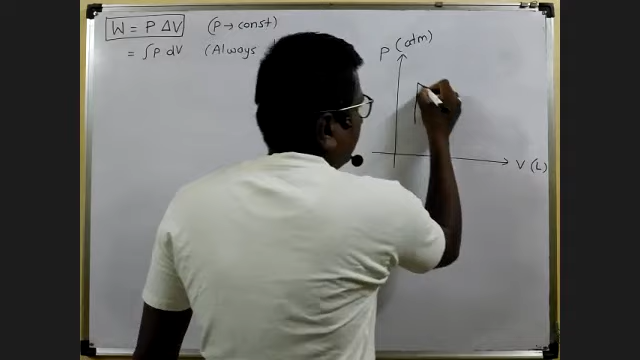 W = P ΔV (P → const)
= ∫P dV (Always
P (atm)
V (L)